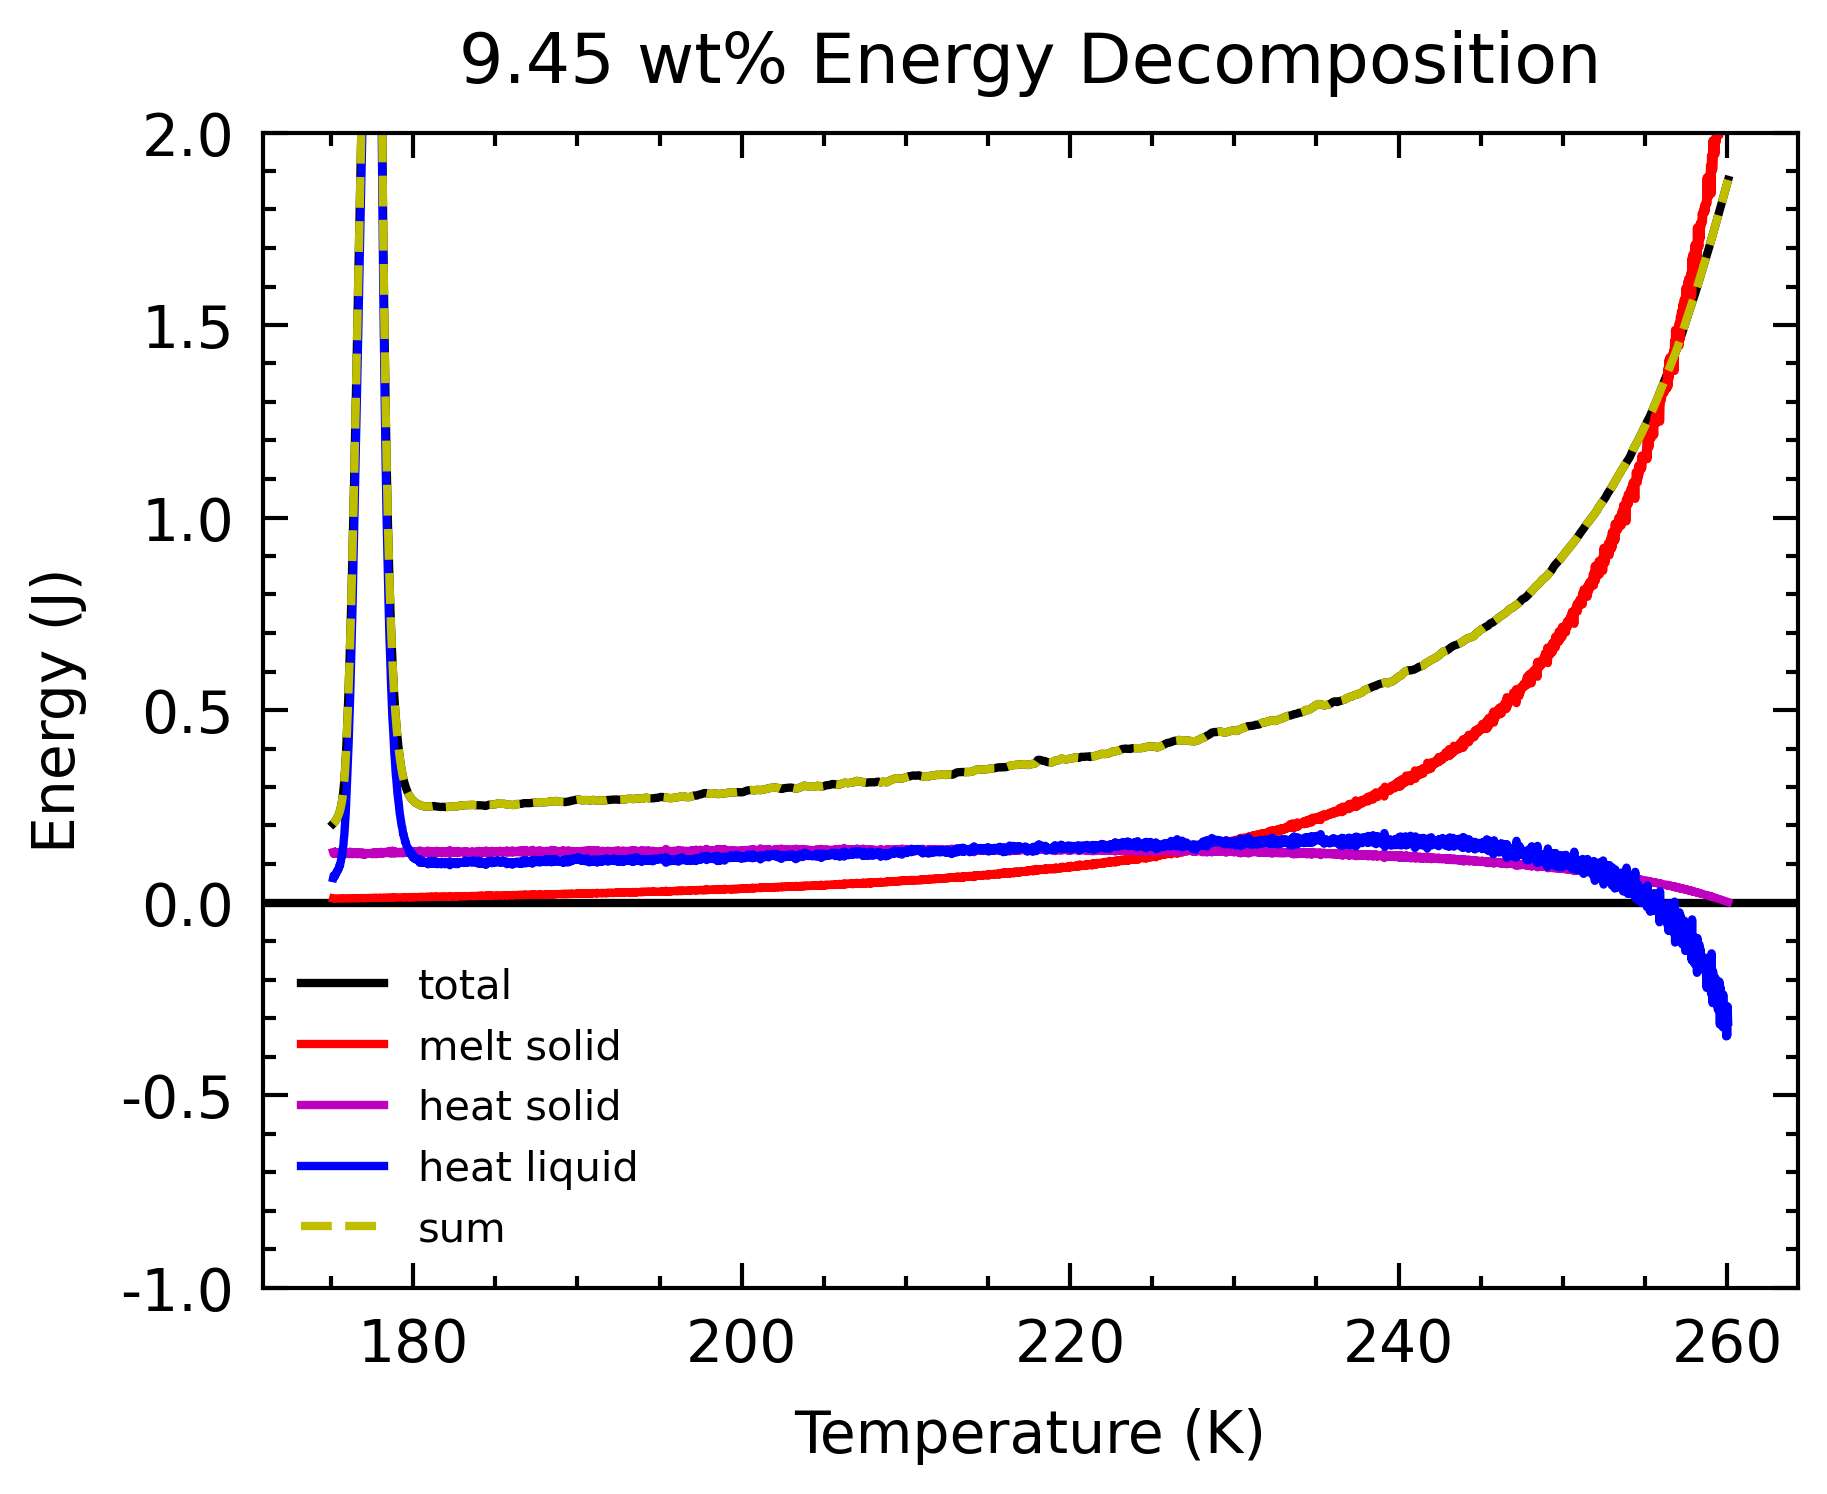 9.45 wt% Energy Decomposition
2.0
1.5
1.0
0.5
0.0
-0.5
-1.0
Energy (J)
total
melt solid
heat solid
heat liquid
sum
180 200 220 240 260
Temperature (K)